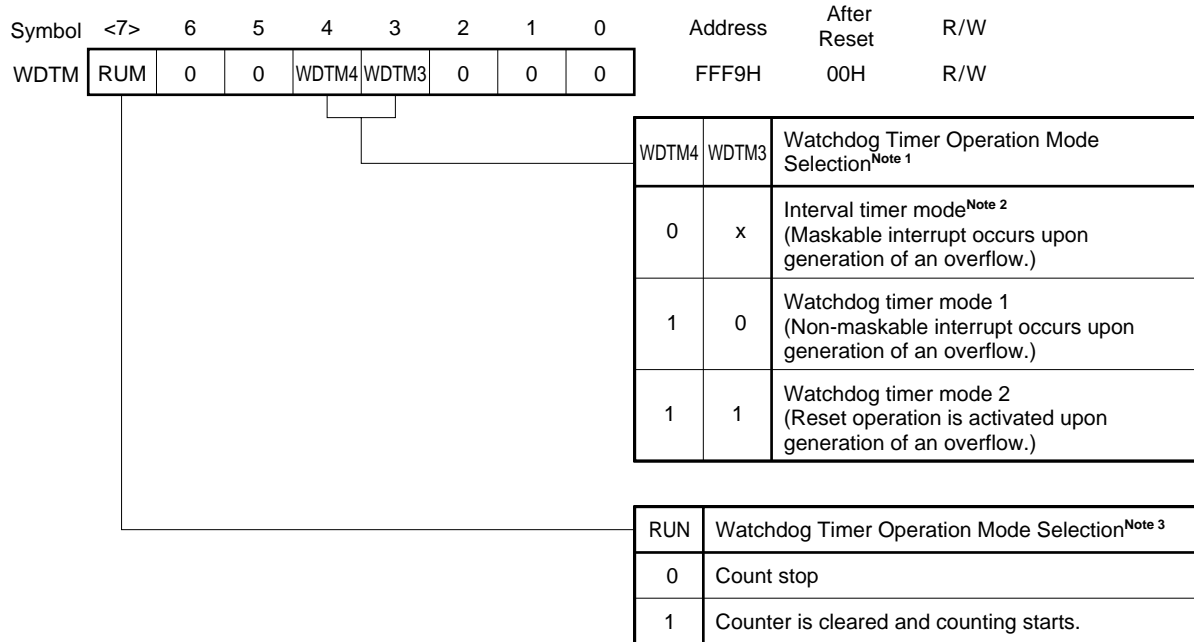 Symbol <7> 6 5 4 3 2 1 0 Address After Reset R/W
WDTM RUM 0 0 WDTM4 WDTM3 0 0 0 FFF9H 00H R/W
WDTM4 WDTM3 Watchdog Timer Operation Mode
Selection Note 1
0 x Interval timer mode Note 2
(Maskable interrupt occurs upon
generation of an overflow.)
1 0 Watchdog timer mode 1
(Non-maskable interrupt occurs upon
generation of an overflow.)
1 1 Watchdog timer mode 2
(Reset operation is activated upon
generation of an overflow.)
RUN Watchdog Timer Operation Mode Selection Note 3
0 Count stop
1 Counter is cleared and counting starts.